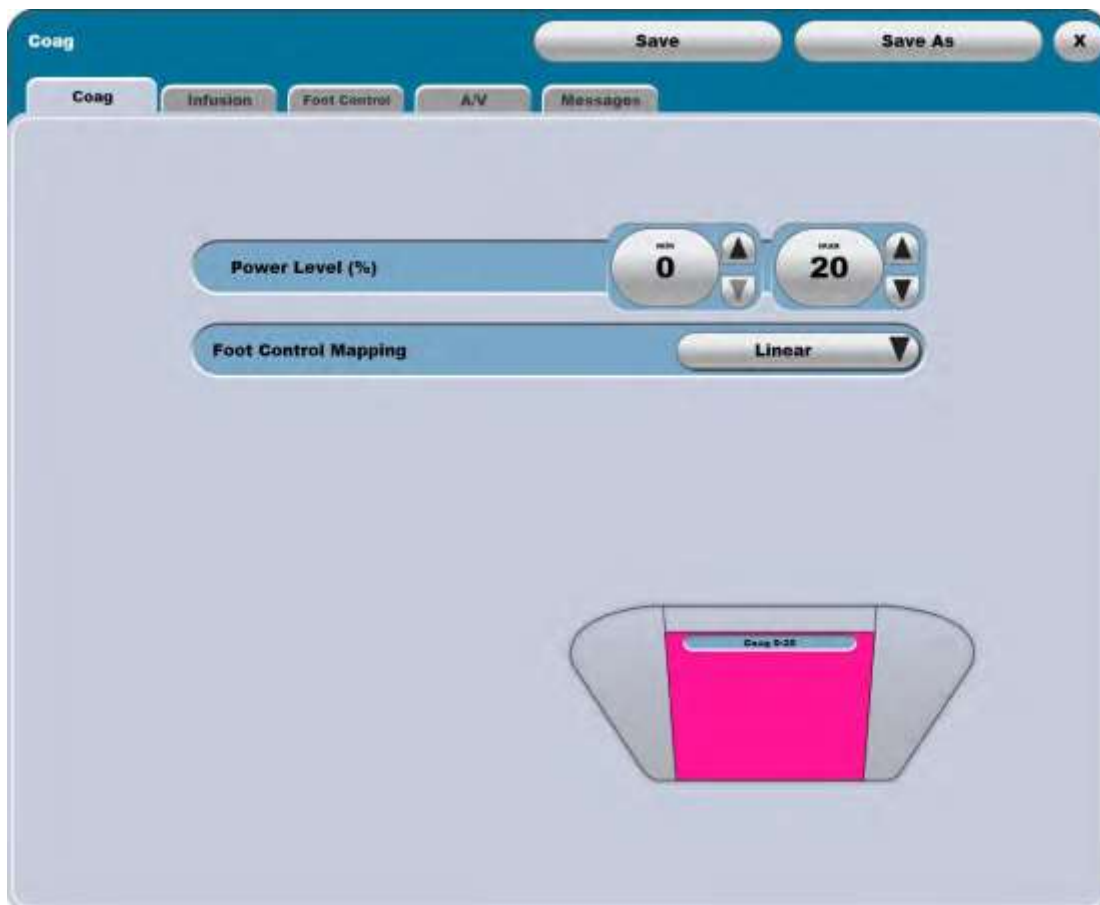 Coag
Save
Save As
X
Coag
Infusion
Foot Control
A/V
Messages
Power Level (%)
min
0
max
20
Foot Control Mapping
Linear
Coag 0-20